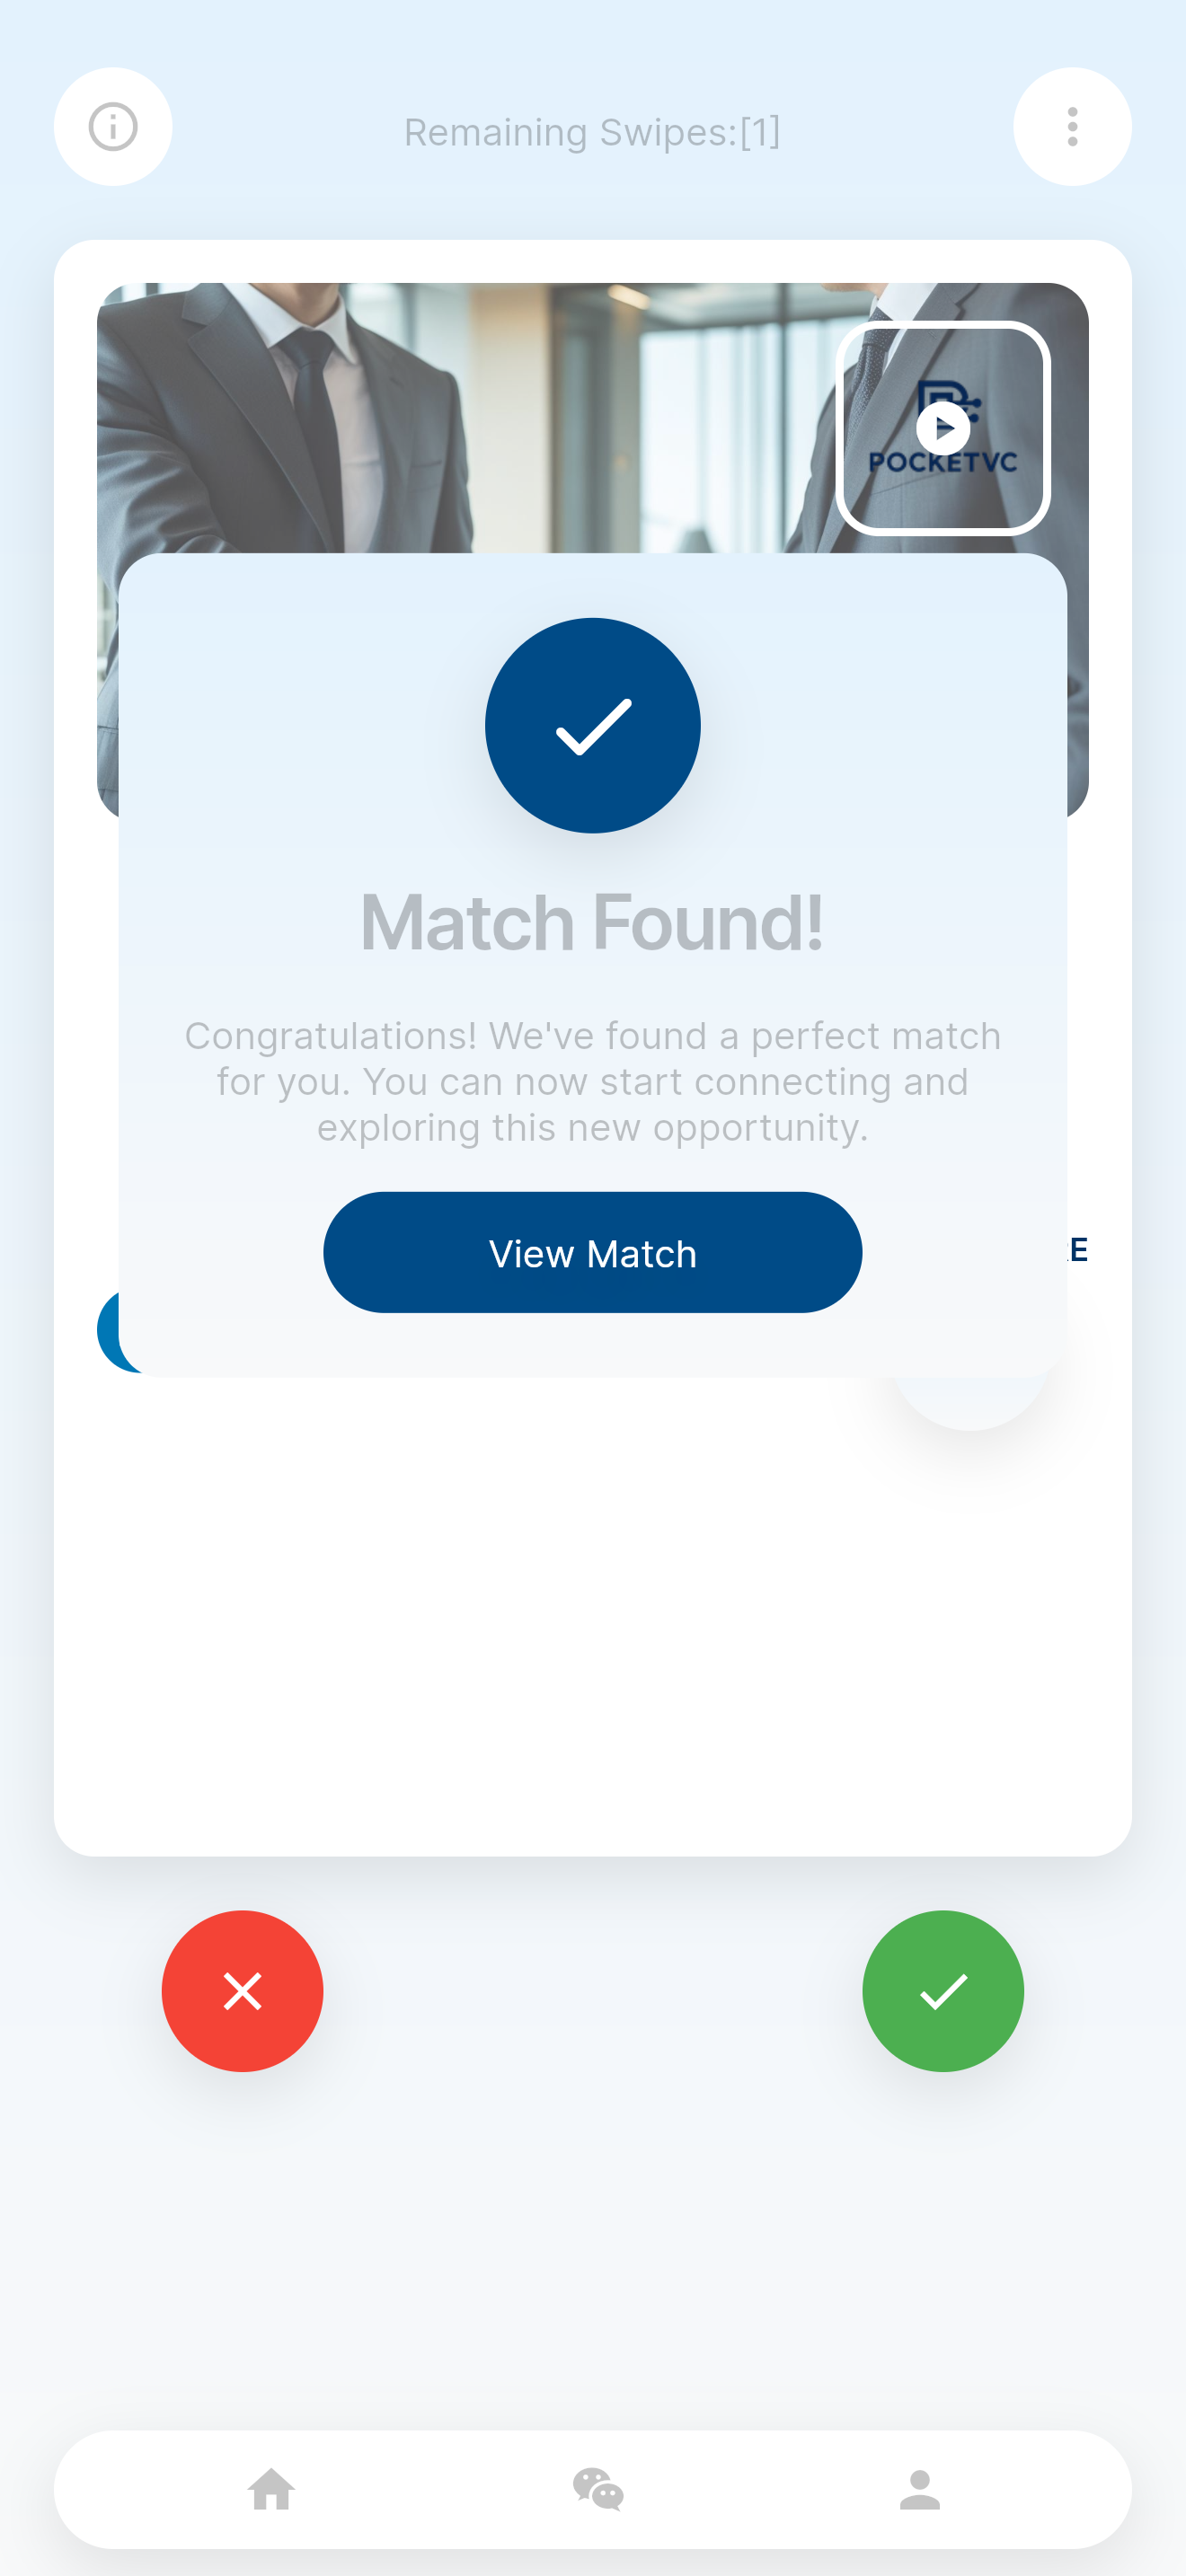 Remaining Swipes:[1]
POCKETVC
Match Found!
Congratulations! We've found a perfect match
for you. You can now start connecting and
exploring this new opportunity.
View Match